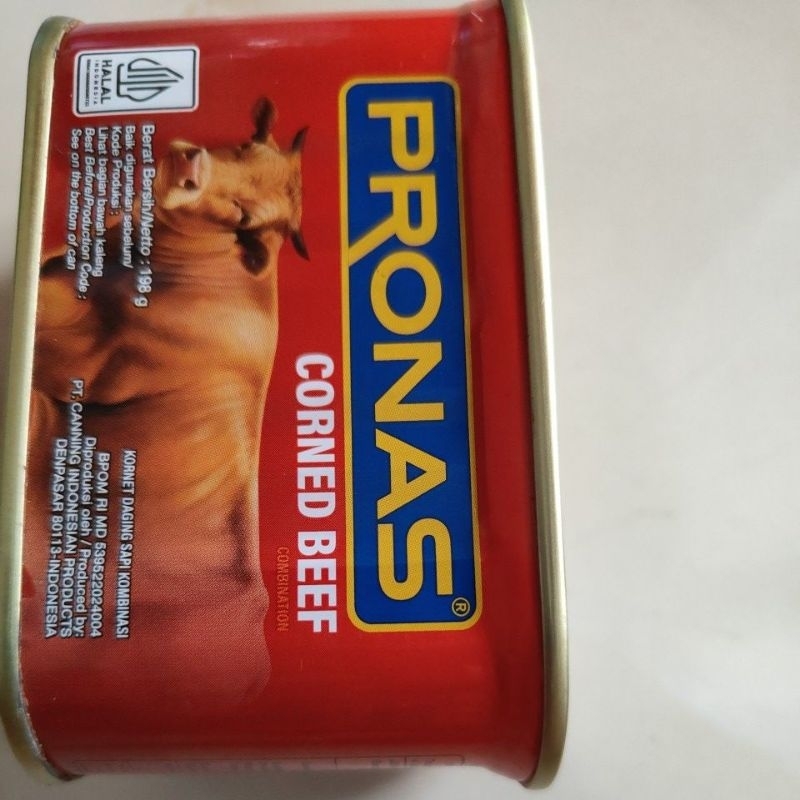 PRONAS®
CORNED BEEF
COMBINATION
HALAL
INDONESIA
Berat Bersih/Netto : 198 g
Baik digunakan sebelum/
Kode Produksi :
Lihat bagian bawah kaleng
Best Before/Production Code :
See on the bottom of can
KORNET DAGING SAPI KOMBINASI
BPOM RI MD 539522024004
Diproduksi oleh / Produced by:
PT. CANNING INDONESIAN PRODUCTS
DENPASAR 80113-INDONESIA